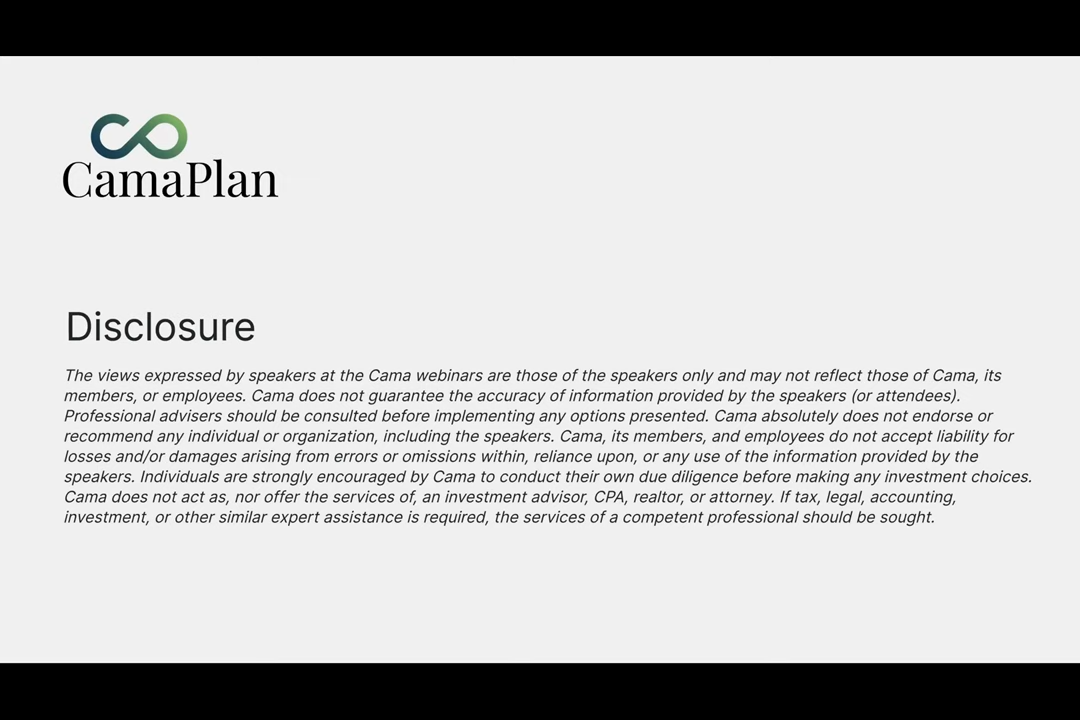 CamaPlan
Disclosure
The views expressed by speakers at the Cama webinars are those of the speakers only and may not reflect those of Cama, its
members, or employees. Cama does not guarantee the accuracy of information provided by the speakers (or attendees).
Professional advisers should be consulted before implementing any options presented. Cama absolutely does not endorse or
recommend any individual or organization, including the speakers. Cama, its members, and employees do not accept liability for
losses and/or damages arising from errors or omissions within, reliance upon, or any use of the information provided by the
speakers. Individuals are strongly encouraged by Cama to conduct their own due diligence before making any investment choices.
Cama does not act as, nor offer the services of, an investment advisor, CPA, realtor, or attorney. If tax, legal, accounting,
investment, or other similar expert assistance is required, the services of a competent professional should be sought.